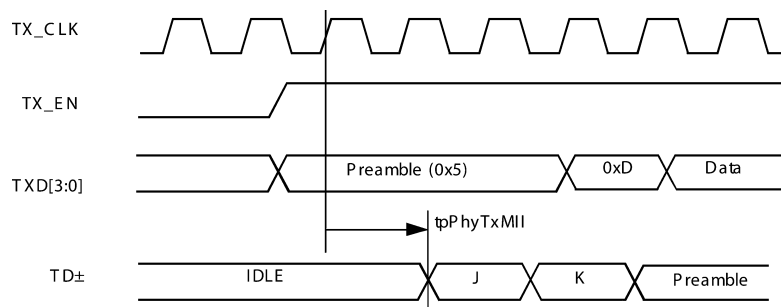 TX_CLK
TX_EN
TXD[3:0] Preamble (0x5) 0xD Data
tpPhyTxMII
TD± IDLE J K Preamble